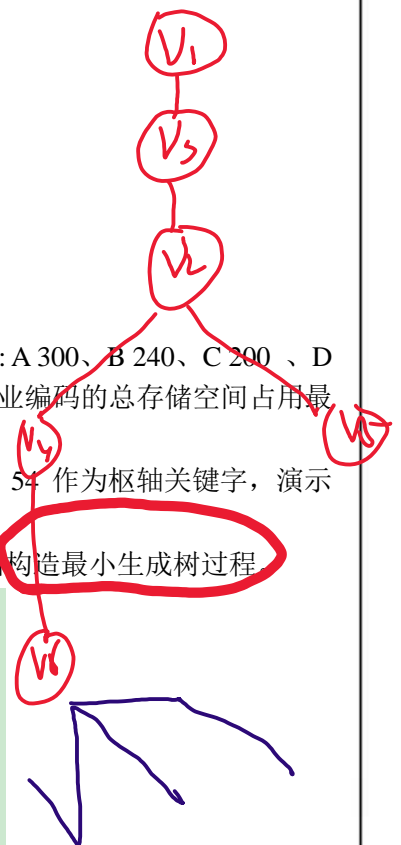 V1
V3
V2
: A 300、B 240、C 200 、D
业编码的总存储空间占用最
V4
V5
54 作为枢轴关键字，演示
构造最小生成树过程。
V6